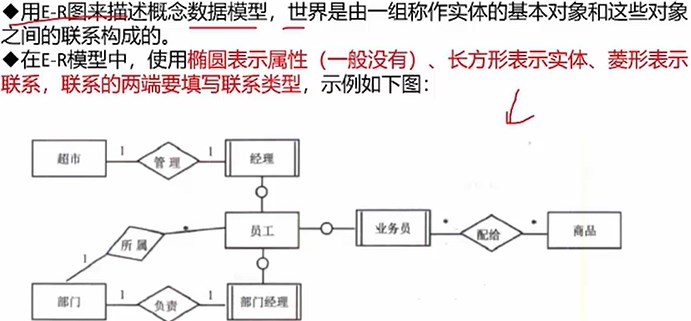 ◆用E-R图来描述概念数据模型，世界是由一组称作实体的基本对象和这些对象
之间的联系构成的。
◆在E-R模型中，使用椭圆表示属性（一般没有）、长方形表示实体、菱形表示
联系，联系的两端要填写联系类型，示例如下图：
超市 1 管理 1 经理
所属 * 员工 业务员 * 配给 * 商品
1
部门 1 负责 1 部门经理